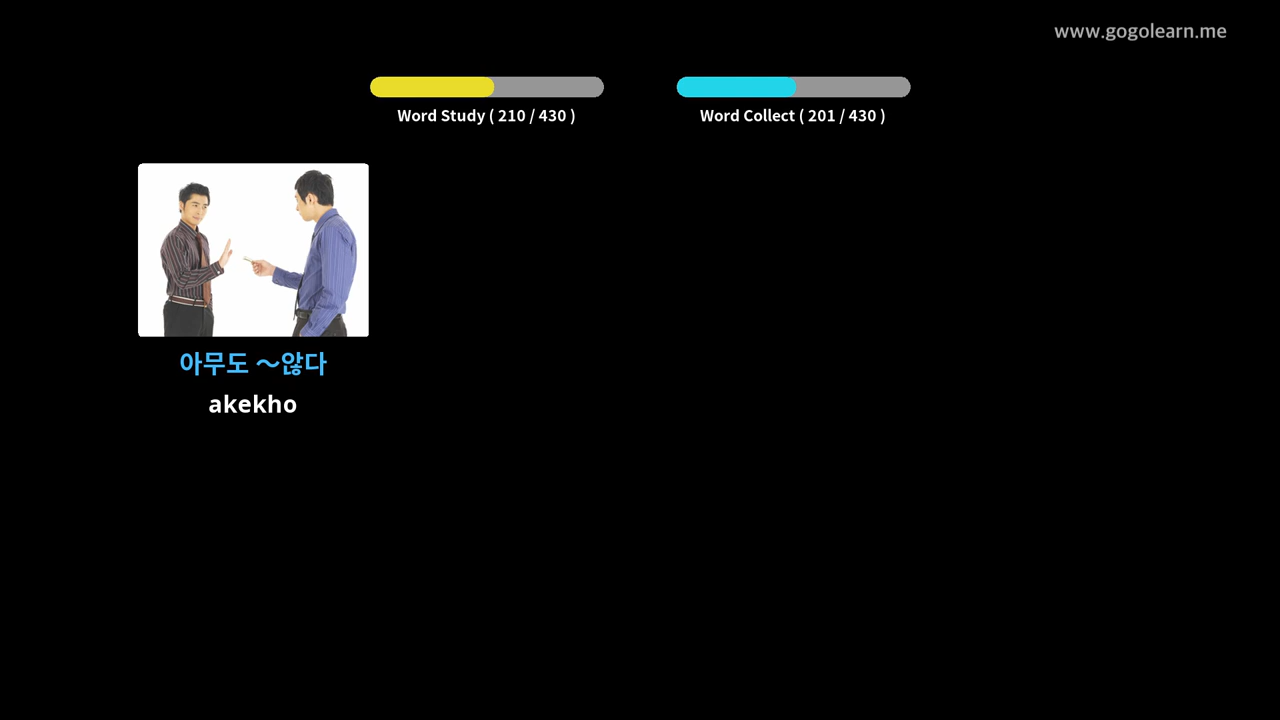 www.gogolearn.me
Word Study ( 210 / 430 )
Word Collect ( 201 / 430 )
아무도 ～않다
akekho